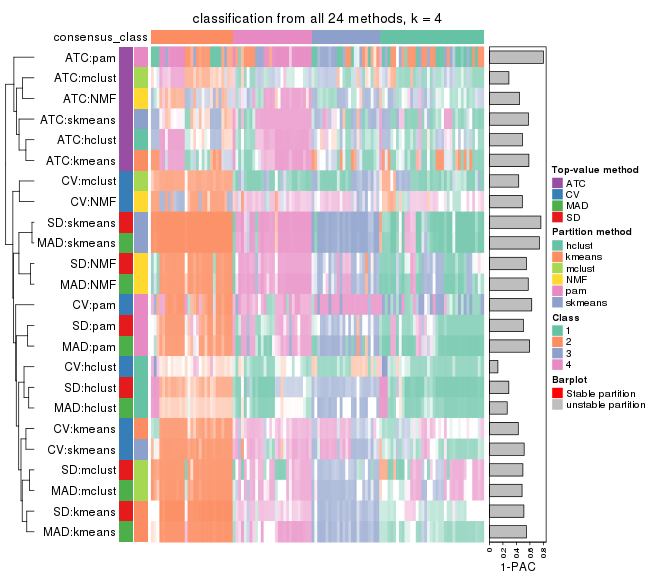 classification from all 24 methods, k = 4
consensus_class
ATC:pam
ATC:mclust
ATC:NMF
ATC:skmeans
ATC:hclust
ATC:kmeans
CV:mclust
CV:NMF
SD:skmeans
MAD:skmeans
SD:NMF
MAD:NMF
CV:pam
SD:pam
MAD:pam
CV:hclust
SD:hclust
MAD:hclust
CV:kmeans
CV:skmeans
SD:mclust
MAD:mclust
SD:kmeans
MAD:kmeans
0
0.2
0.4
0.6
0.8
1-PAC
Top-value method
ATC
CV
MAD
SD
Partition method
hclust
kmeans
mclust
NMF
pam
skmeans
Class
1
2
3
4
Barplot
Stable partition
unstable partition